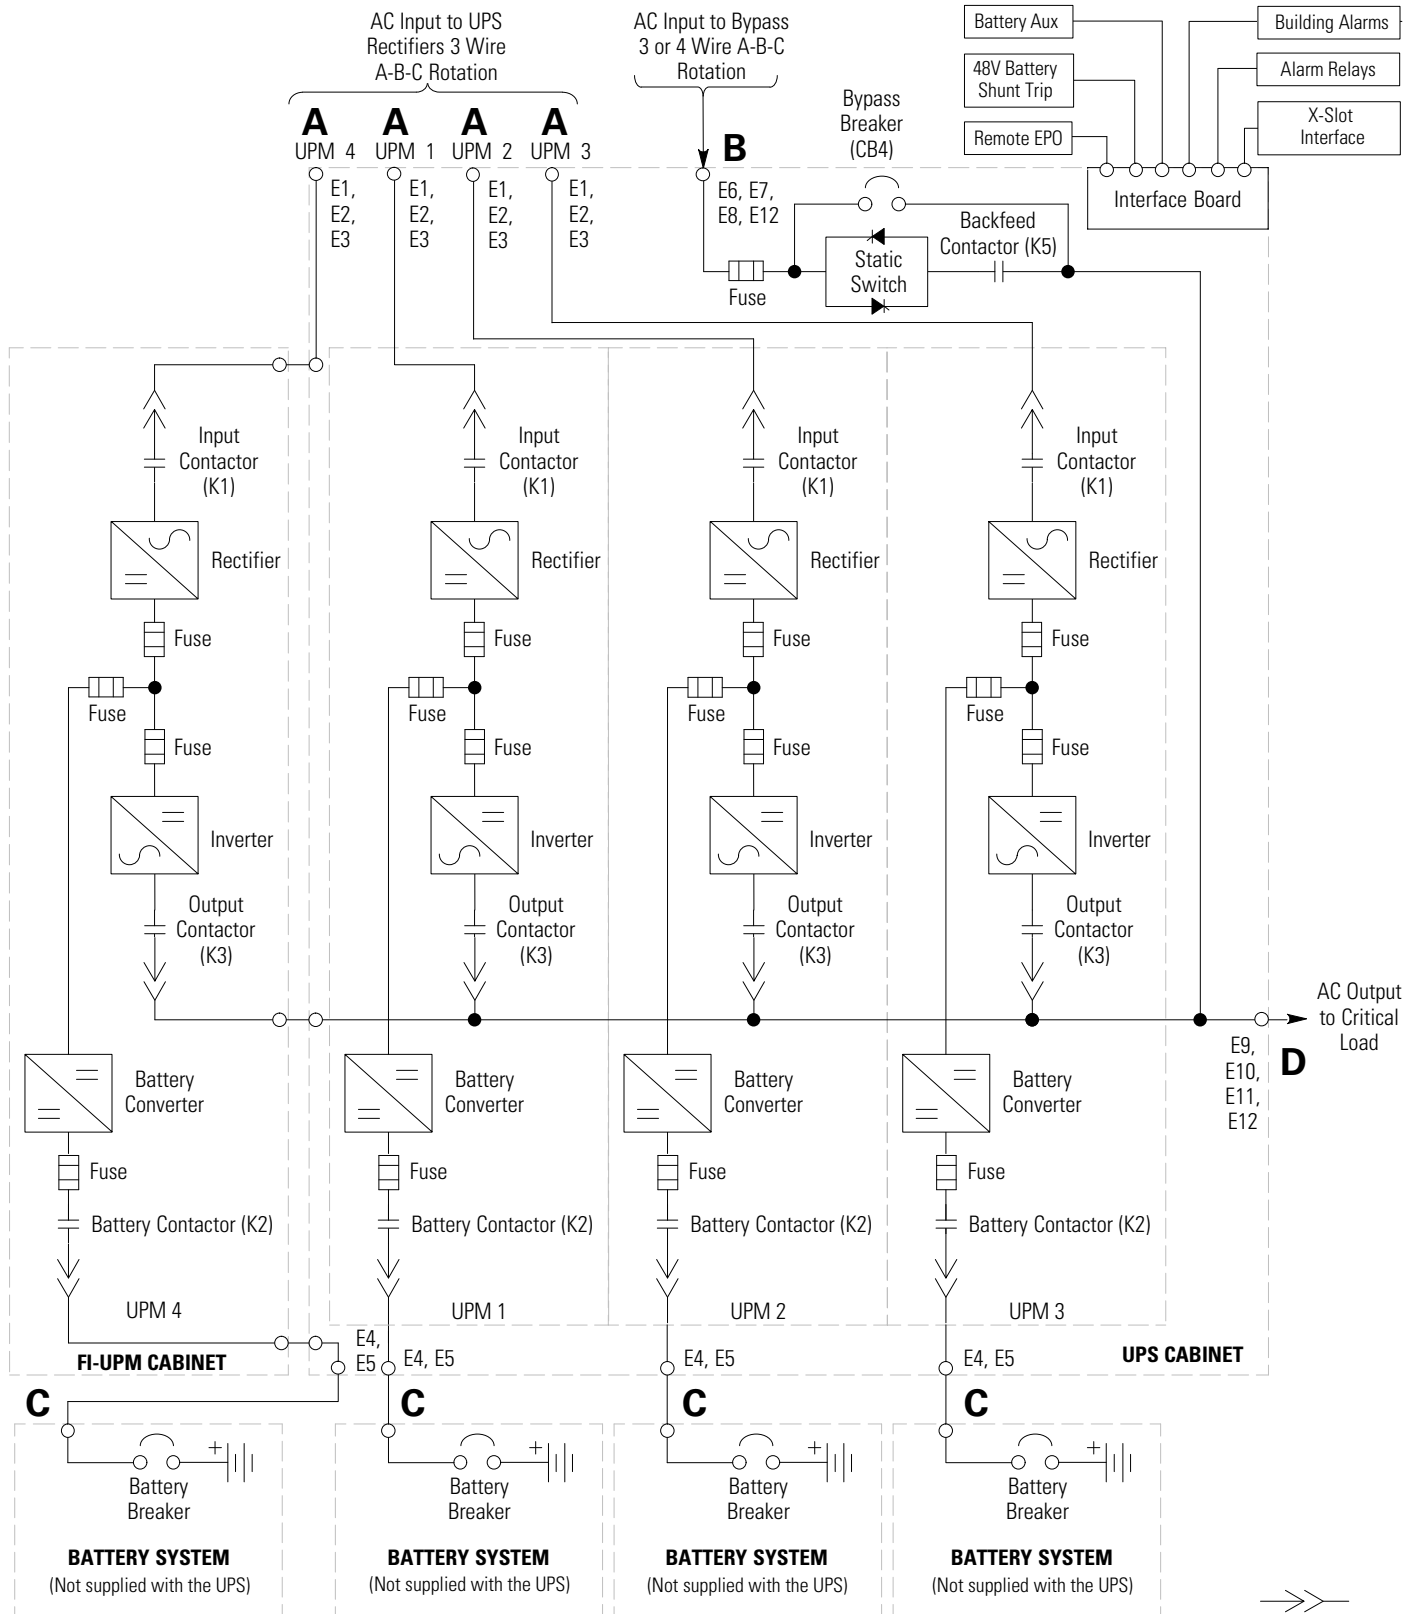 AC Input to UPS
Rectifiers 3 Wire
A-B-C Rotation
AC Input to Bypass
3 or 4 Wire A-B-C
Rotation
Battery Aux
48V Battery
Shunt Trip
Remote EPO
Building Alarms
Alarm Relays
X-Slot
Interface
Interface Board
Bypass
Breaker
(CB4)
A
A
A
A
UPM 4
UPM 1
UPM 2
UPM 3
B
E1,
E2,
E3
E1,
E2,
E3
E1,
E2,
E3
E1,
E2,
E3
E6, E7,
E8, E12
Fuse
Static
Switch
Backfeed
Contactor (K5)
Input
Contactor
(K1)
Input
Contactor
(K1)
Input
Contactor
(K1)
Input
Contactor
(K1)
Rectifier
Rectifier
Rectifier
Rectifier
Fuse
Fuse
Fuse
Fuse
Fuse
Fuse
Fuse
Fuse
Fuse
Fuse
Fuse
Fuse
Inverter
Inverter
Inverter
Inverter
Output
Contactor
(K3)
Output
Contactor
(K3)
Output
Contactor
(K3)
Output
Contactor
(K3)
AC Output
to Critical
Load
E9,
E10,
E11,
E12
D
Battery
Converter
Battery
Converter
Battery
Converter
Battery
Converter
Fuse
Fuse
Fuse
Fuse
Battery Contactor (K2)
Battery Contactor (K2)
Battery Contactor (K2)
Battery Contactor (K2)
UPM 4
UPM 1
UPM 2
UPM 3
FI-UPM CABINET
UPS CABINET
E4,
E5
E4, E5
E4, E5
E4, E5
C
C
C
C
+
+
+
+
Battery
Breaker
Battery
Breaker
Battery
Breaker
Battery
Breaker
BATTERY SYSTEM
(Not supplied with the UPS)
BATTERY SYSTEM
(Not supplied with the UPS)
BATTERY SYSTEM
(Not supplied with the UPS)
BATTERY SYSTEM
(Not supplied with the UPS)